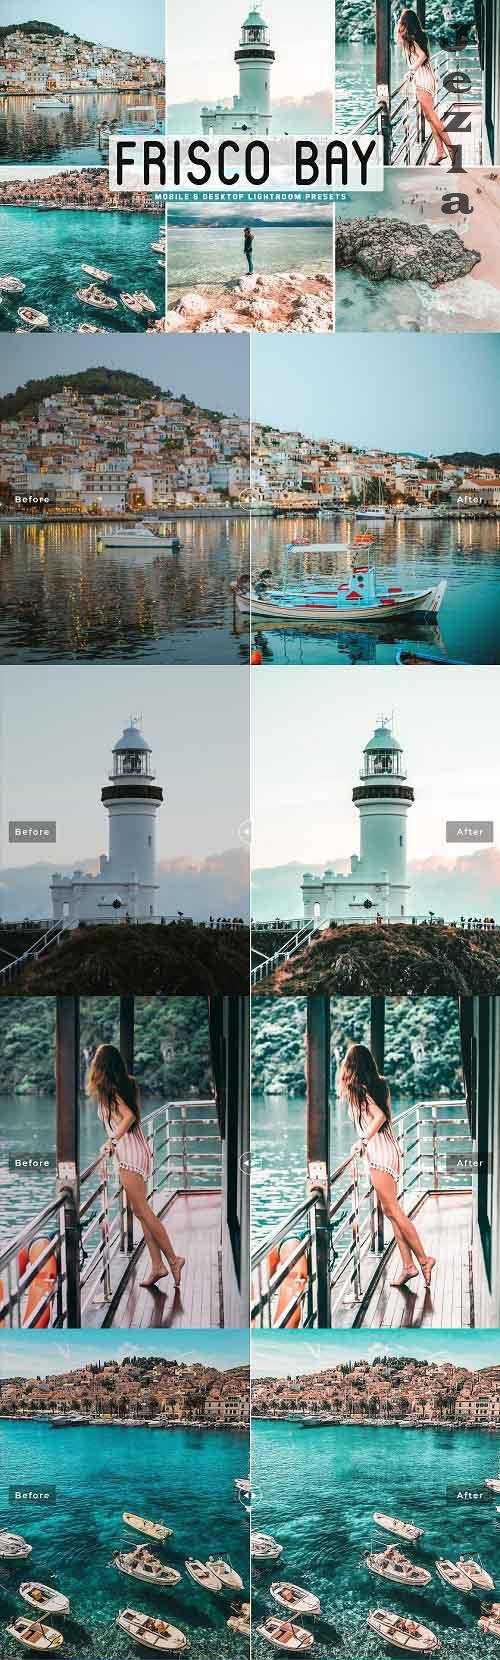 FRISCO BAY
MOBILE & DESKTOP LIGHTROOM PRESETS
Jezla
Before
After
Before
After
Before
After
Before
After